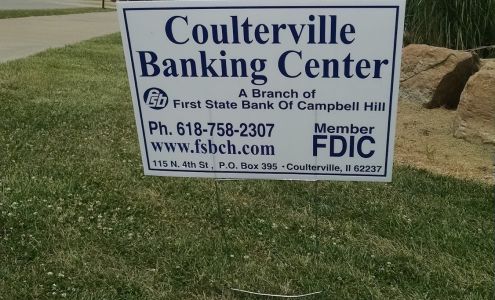 Coulterville
Banking Center
A Branch of
First State Bank Of Campbell Hill
Ph. 618-758-2307
www.fsbch.com
Member
FDIC
115 N. 4th St, P.O. Box 395 · Coulterville, Il 62237